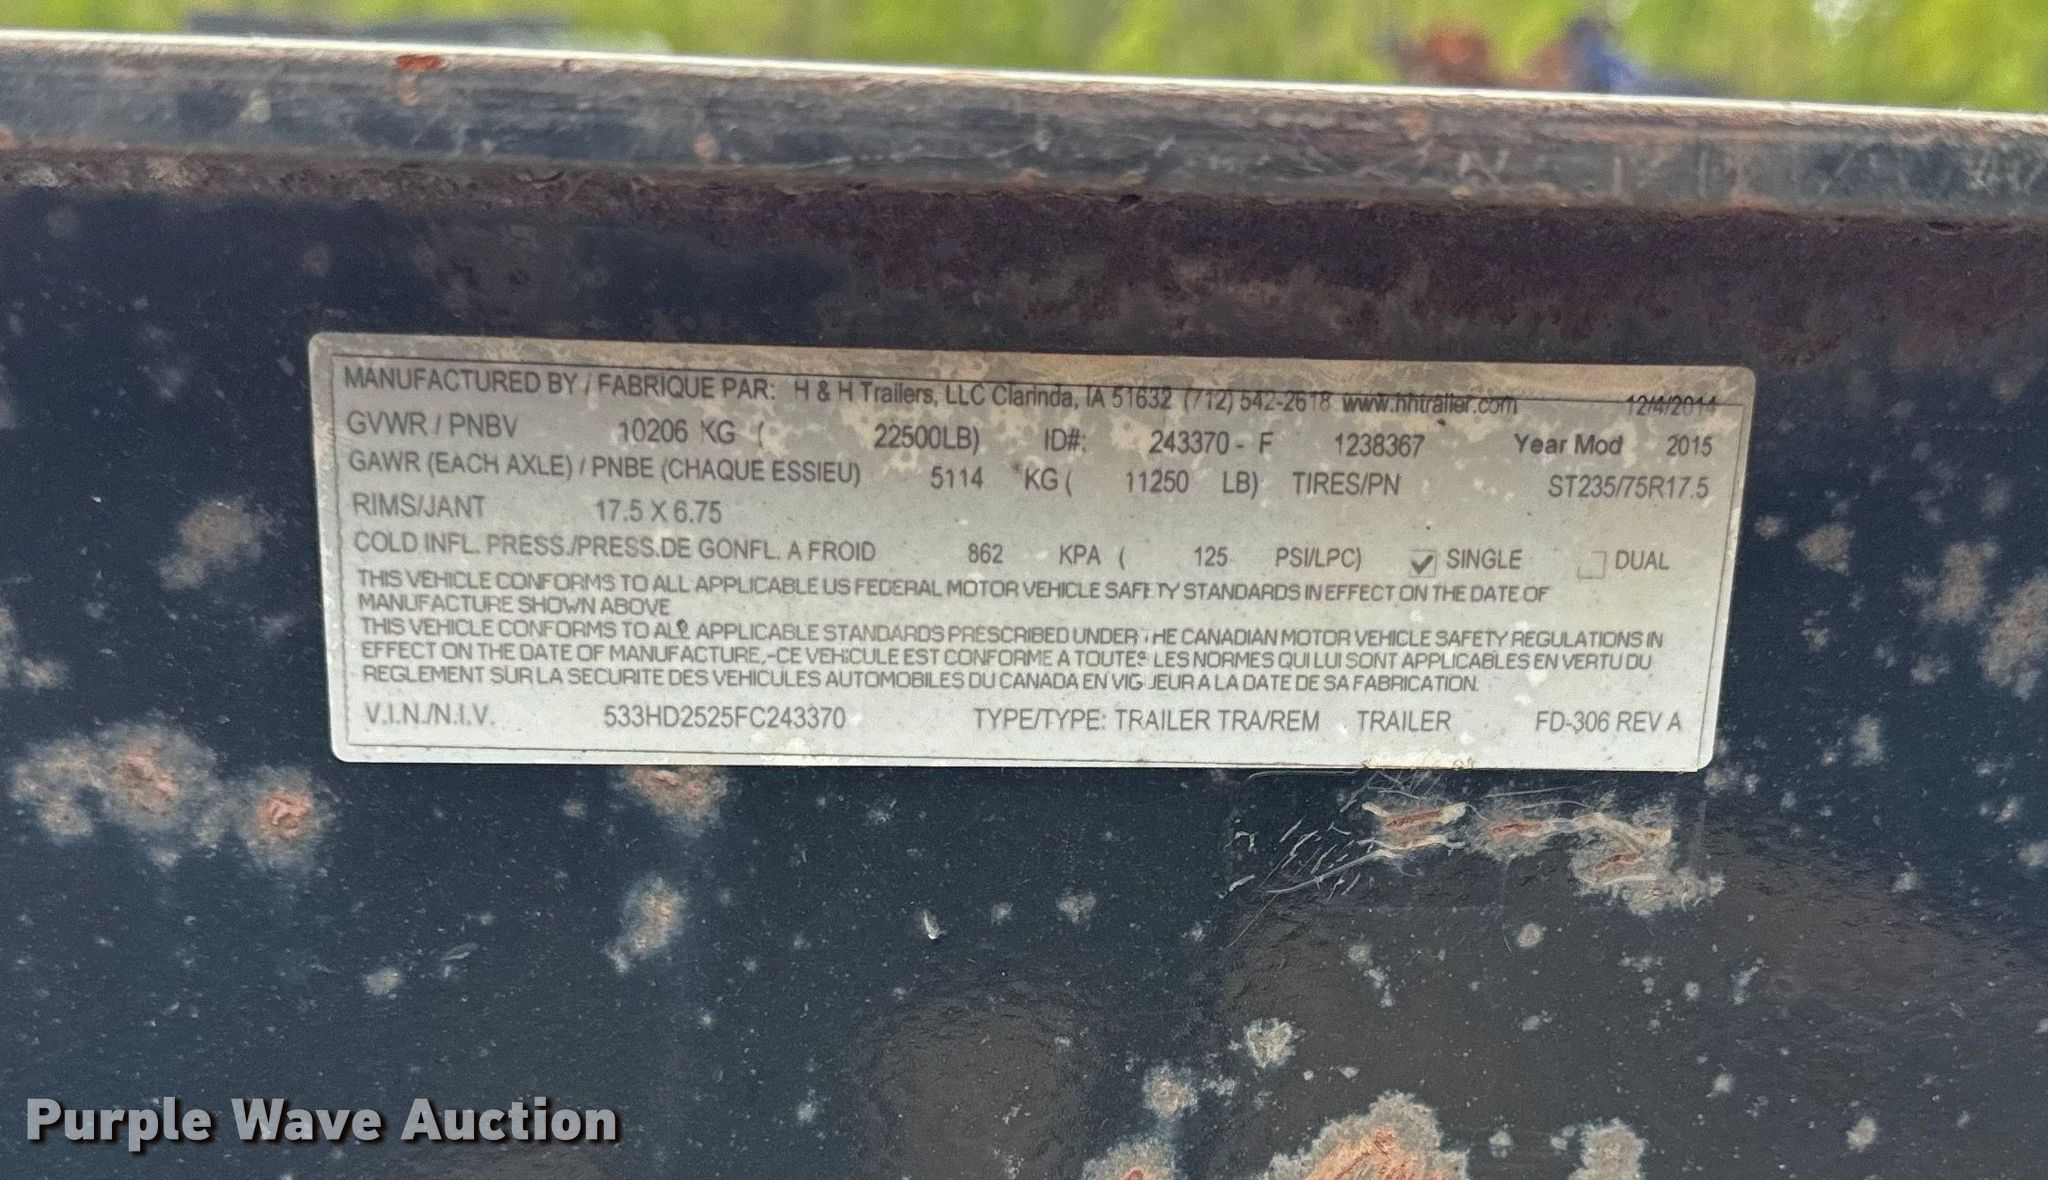 MANUFACTURED BY / FABRIQUE PAR: H & H Trailers, LLC Clarinda, IA 51632 (712) 542-2618 www.hhtrailer.com 12/4/2014
GVWR / PNBV 10206 KG ( 22500LB) ID#: 243370 - F 1238367 Year Mod 2015
GAWR (EACH AXLE) / PNBE (CHAQUE ESSIEU) 5114 KG ( 11250 LB) TIRES/PN ST235/75R17.5
RIMS/JANT 17.5 X 6.75
COLD INFL. PRESS./PRESS.DE GONFL. A FROID 862 KPA ( 125 PSI/LPC) SINGLE DUAL
THIS VEHICLE CONFORMS TO ALL APPLICABLE US FEDERAL MOTOR VEHICLE SAFETY STANDARDS IN EFFECT ON THE DATE OF
MANUFACTURE SHOWN ABOVE
THIS VEHICLE CONFORMS TO ALL APPLICABLE STANDARDS PRESCRIBED UNDER THE CANADIAN MOTOR VEHICLE SAFETY REGULATIONS IN
EFFECT ON THE DATE OF MANUFACTURE,-CE VEHICULE EST CONFORME A TOUTES LES NORMES QUI LUI SONT APPLICABLES EN VERTU DU
REGLEMENT SUR LA SECURITE DES VEHICULES AUTOMOBILES DU CANADA EN VIGUEUR A LA DATE DE SA FABRICATION.
V.I.N./N.I.V. 533HD2525FC243370 TYPE/TYPE: TRAILER TRA/REM TRAILER FD-306 REV A
Purple Wave Auction